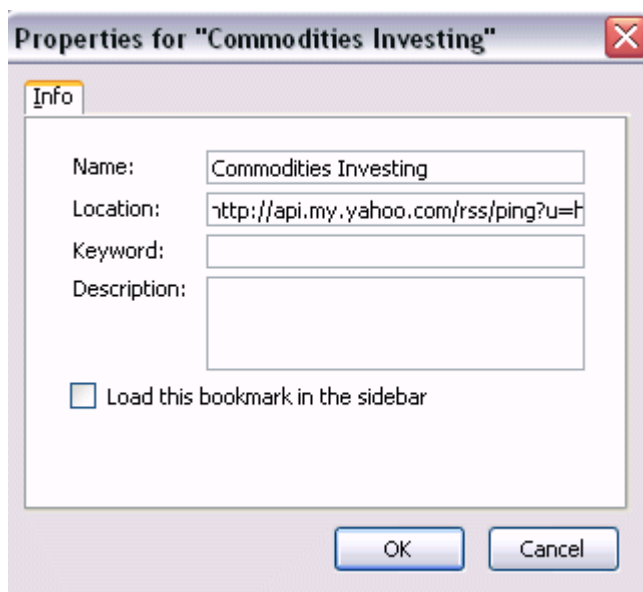 Properties for "Commodities Investing"
Info
Name: Commodities Investing
Location: http://api.my.yahoo.com/rss/ping?u=h
Keyword:
Description:
Load this bookmark in the sidebar
OK Cancel